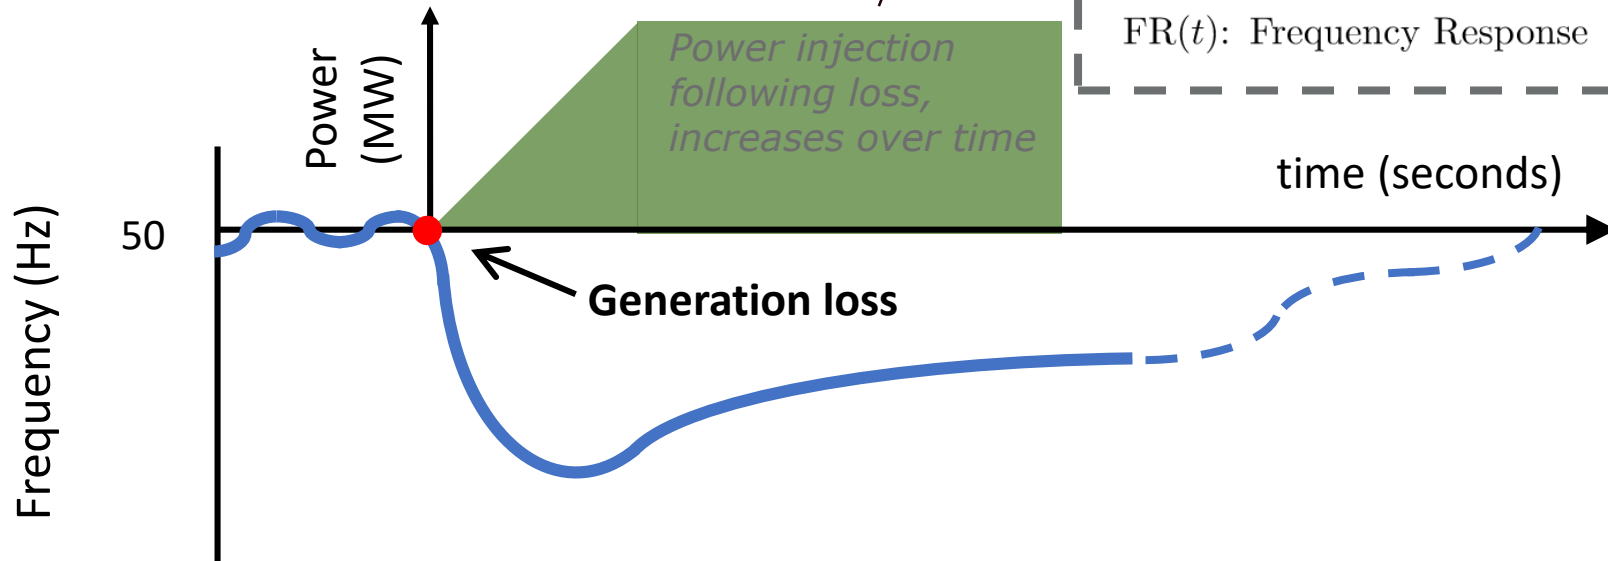 FR(t): Frequency Response
Power
(MW)
Power injection
following loss,
increases over time
time (seconds)
50
Frequency (Hz)
Generation loss